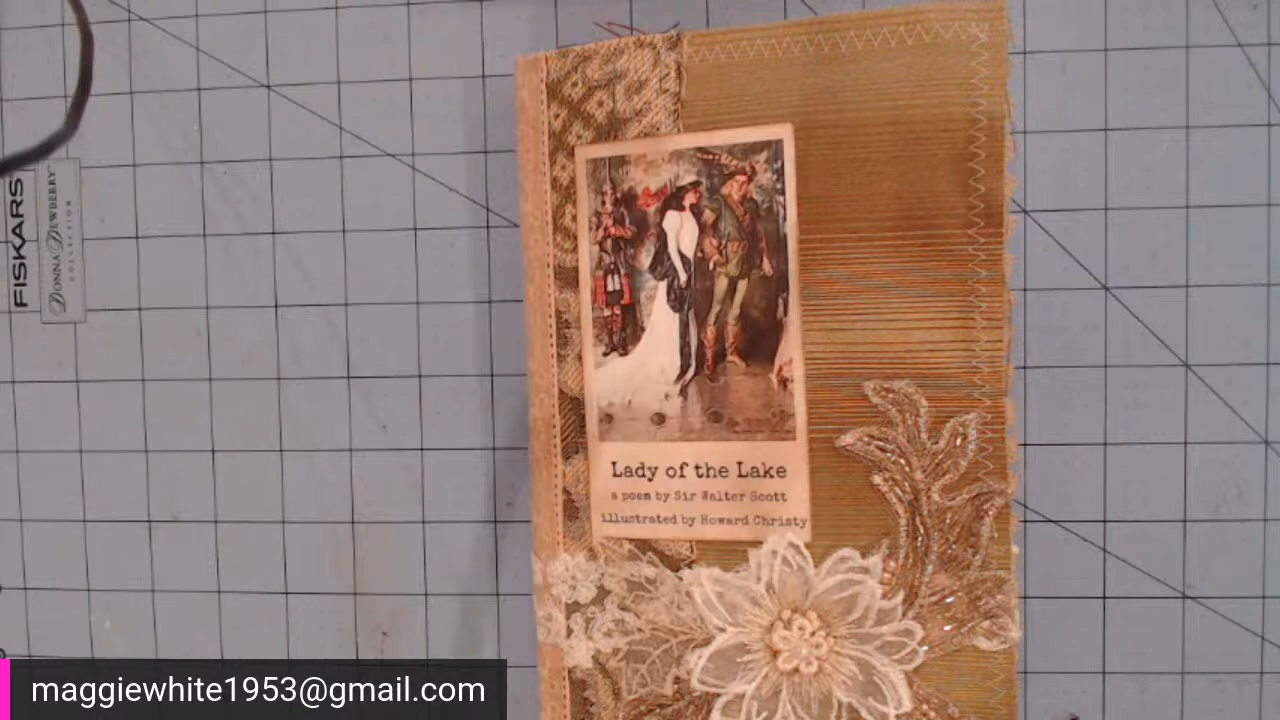 FISKARS
DONNA DEWBERRY™
COLLECTION
Lady of the Lake
a poem by Sir Walter Scott
illustrated by Howard Christy
maggiewhite1953@gmail.com